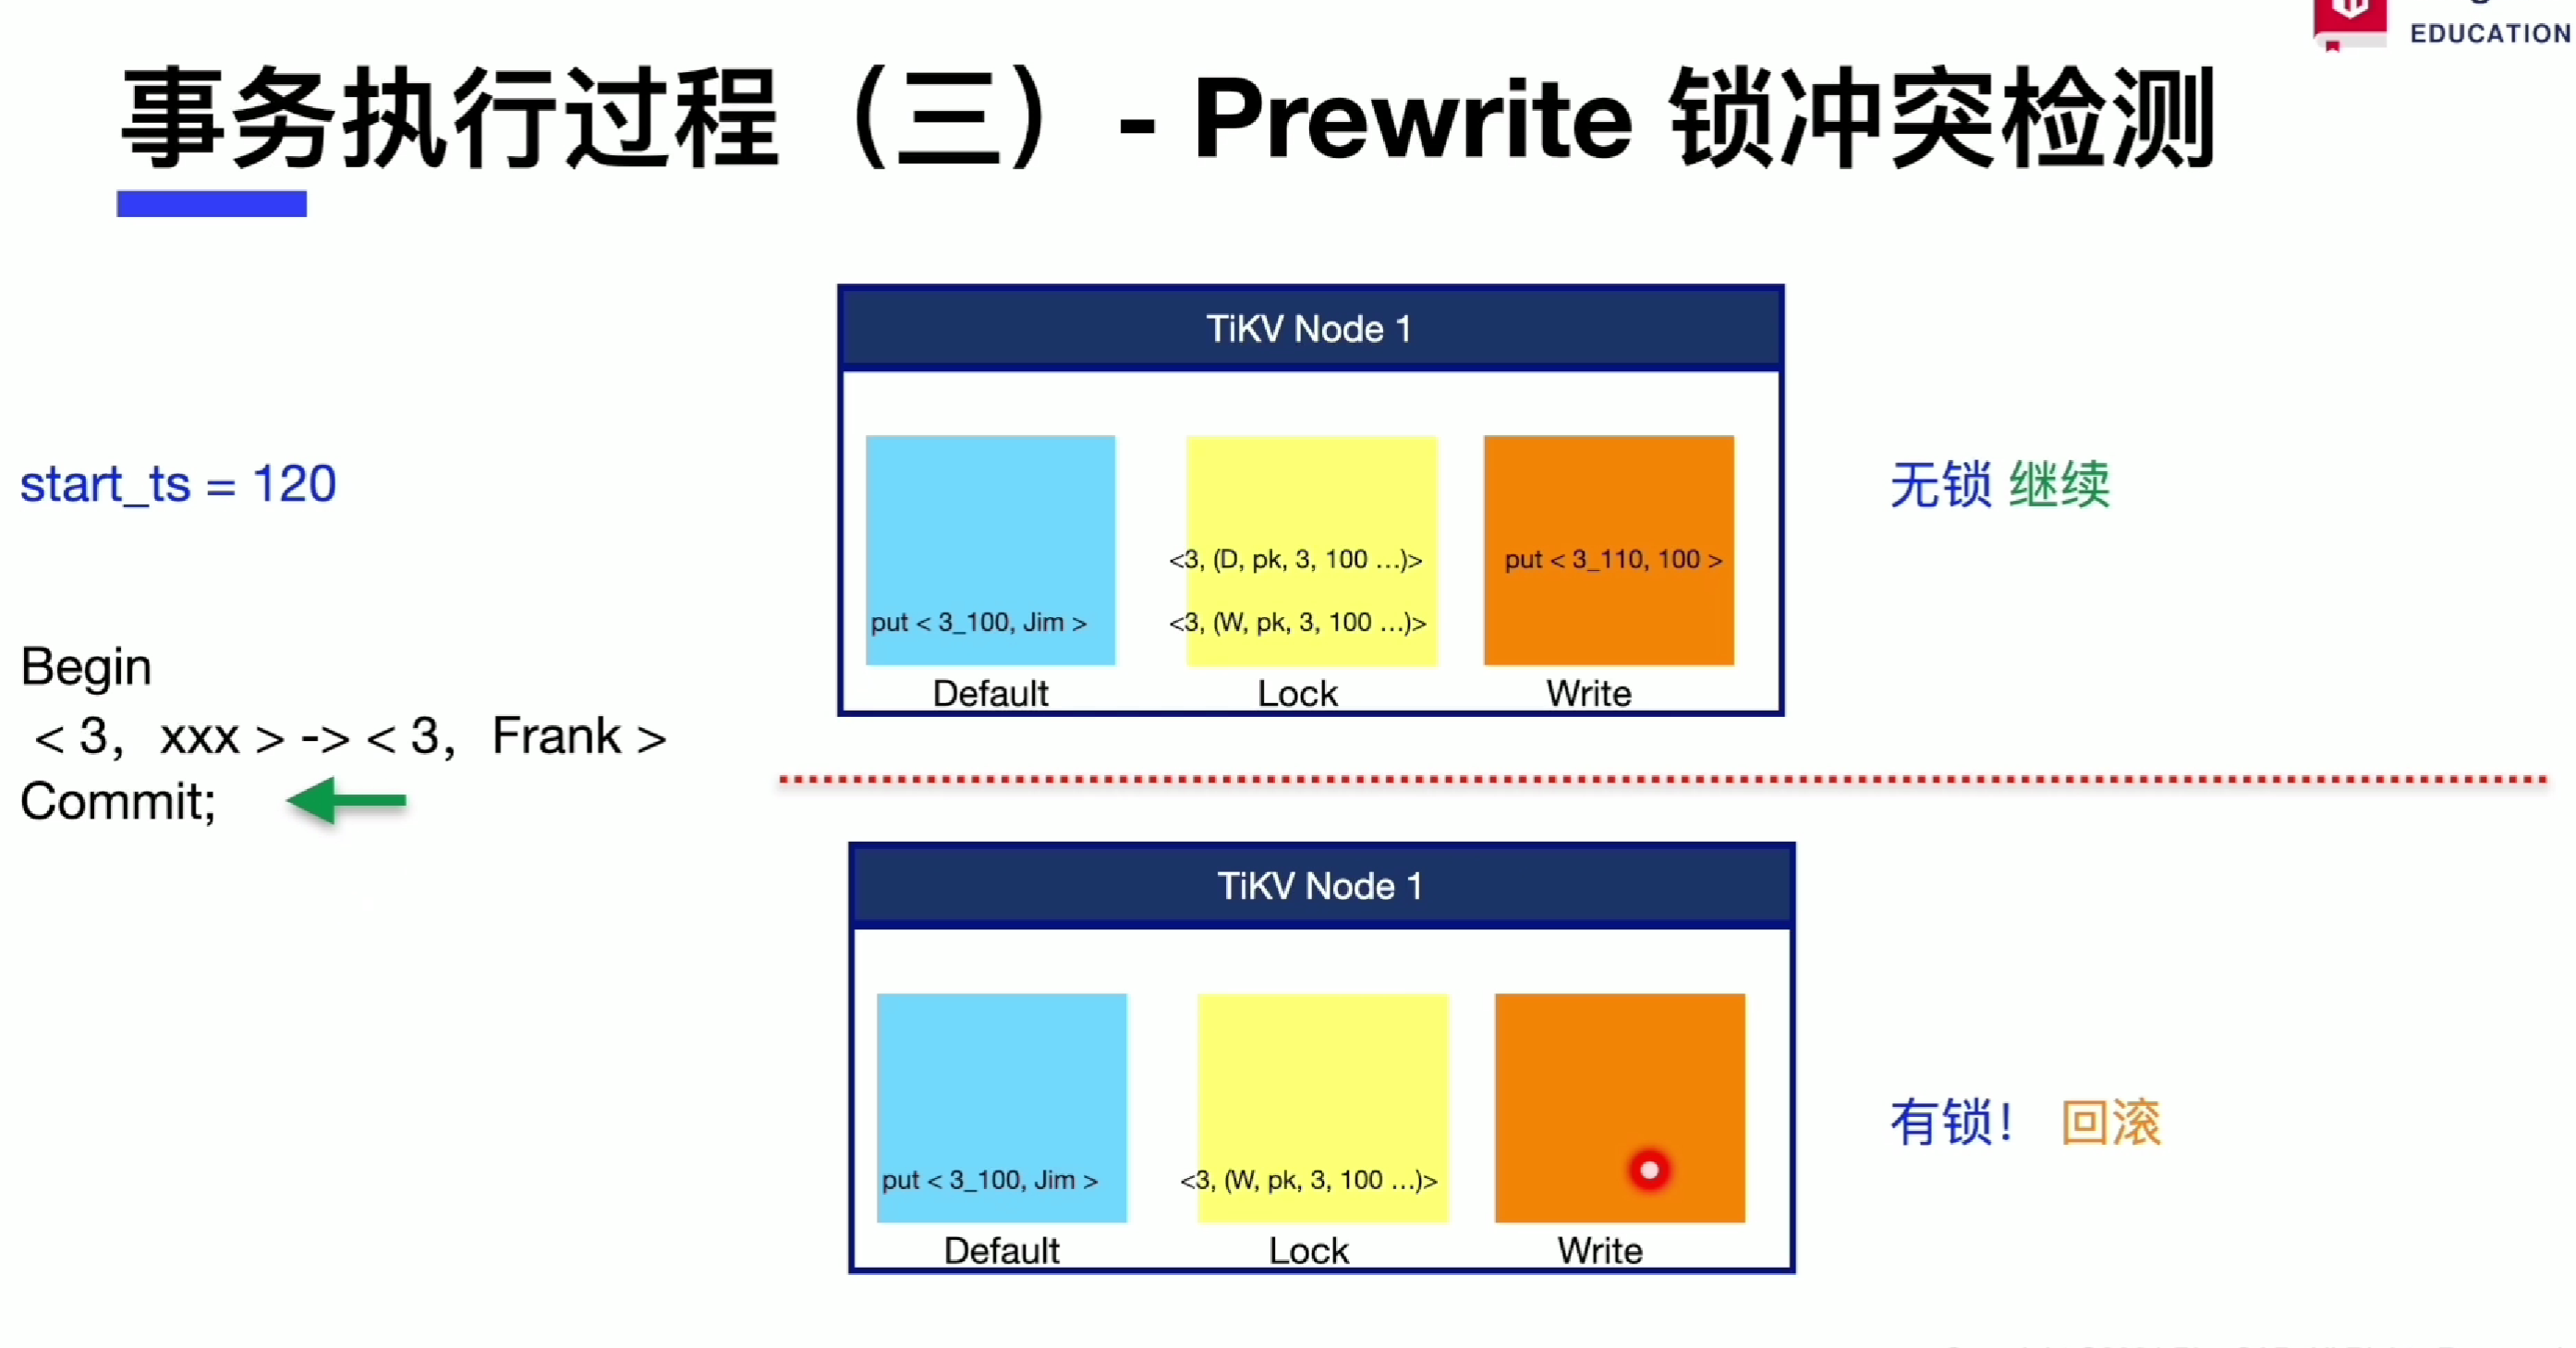 EDUCATION
事务执行过程（三）- Prewrite 锁冲突检测
start_ts = 120
Begin
< 3, xxx > -> < 3, Frank >
Commit;
TiKV Node 1
<3, (D, pk, 3, 100 ...)>
put < 3_110, 100 >
put < 3_100, Jim >
<3, (W, pk, 3, 100 ...)>
Default
Lock
Write
无锁 继续
TiKV Node 1
put < 3_100, Jim >
<3, (W, pk, 3, 100 ...)>
Default
Lock
Write
有锁！ 回滚